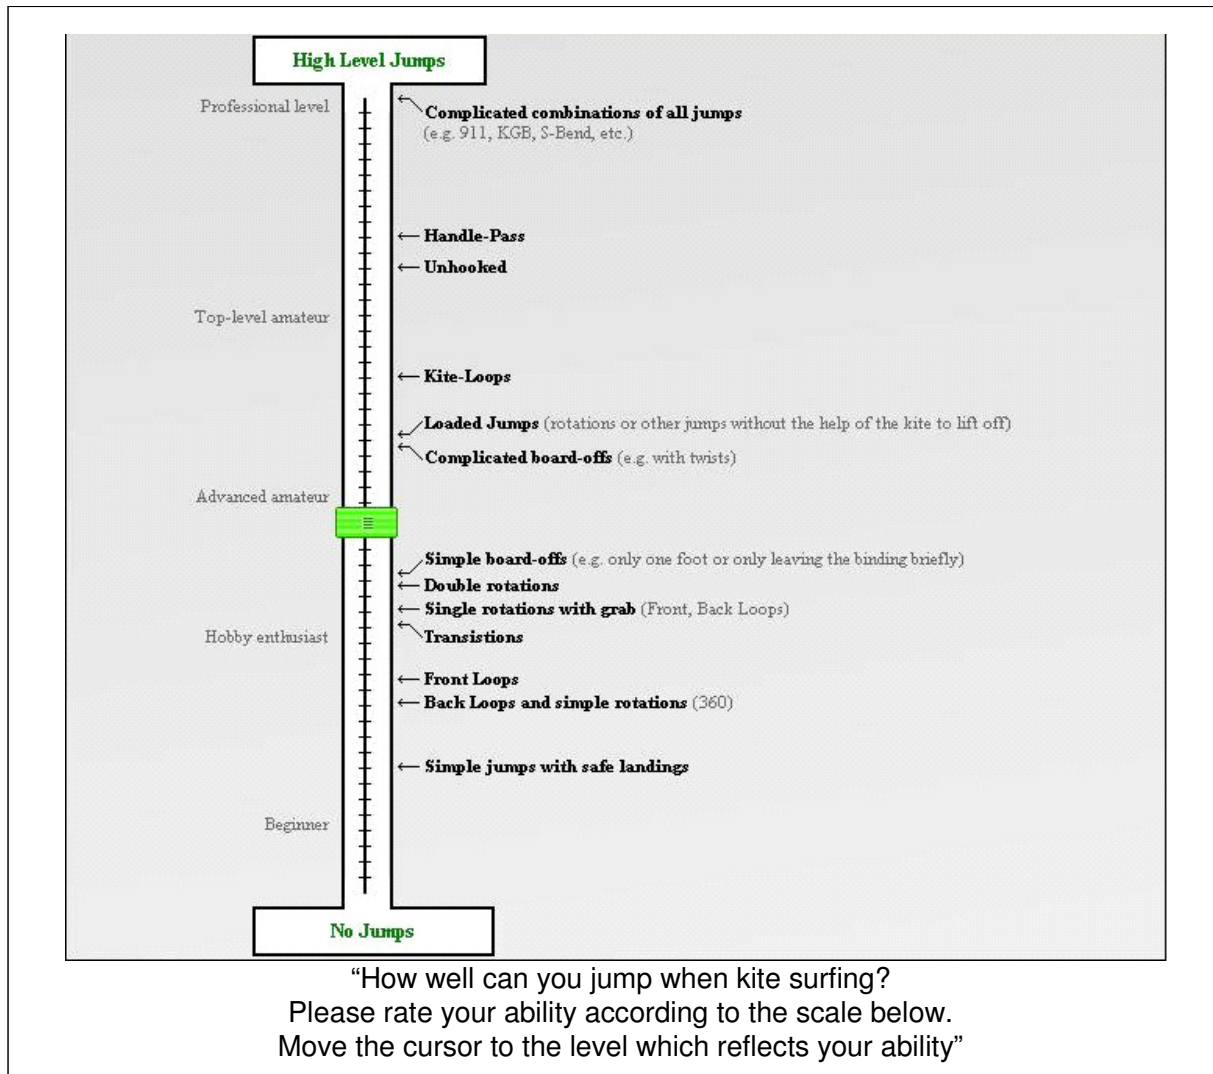 High Level Jumps
Professional level
Complicated combinations of all jumps
(e.g. 911, KGB, S-Bend, etc.)
Handle-Pass
Unhooked
Top-level amateur
Kite-Loops
Loaded Jumps (rotations or other jumps without the help of the kite to lift off)
Complicated board-offs (e.g. with twists)
Advanced amateur
Simple board-offs (e.g. only one foot or only leaving the binding briefly)
Double rotations
Single rotations with grab (Front, Back Loops)
Hobby enthusiast
Transistions
Front Loops
Back Loops and simple rotations (360)
Simple jumps with safe landings
Beginner
No Jumps
“How well can you jump when kite surfing?
Please rate your ability according to the scale below.
Move the cursor to the level which reflects your ability”